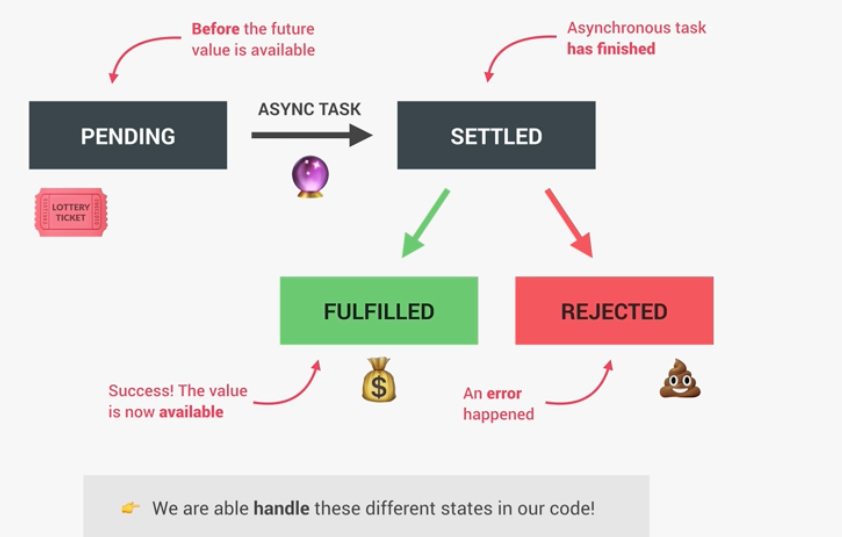 Before the future
value is available
Asynchronous task
has finished
PENDING
ASYNC TASK
SETTLED
LOTTERY
TICKET
FULFILLED
REJECTED
Success! The value
is now available
An error
happened
We are able handle these different states in our code!